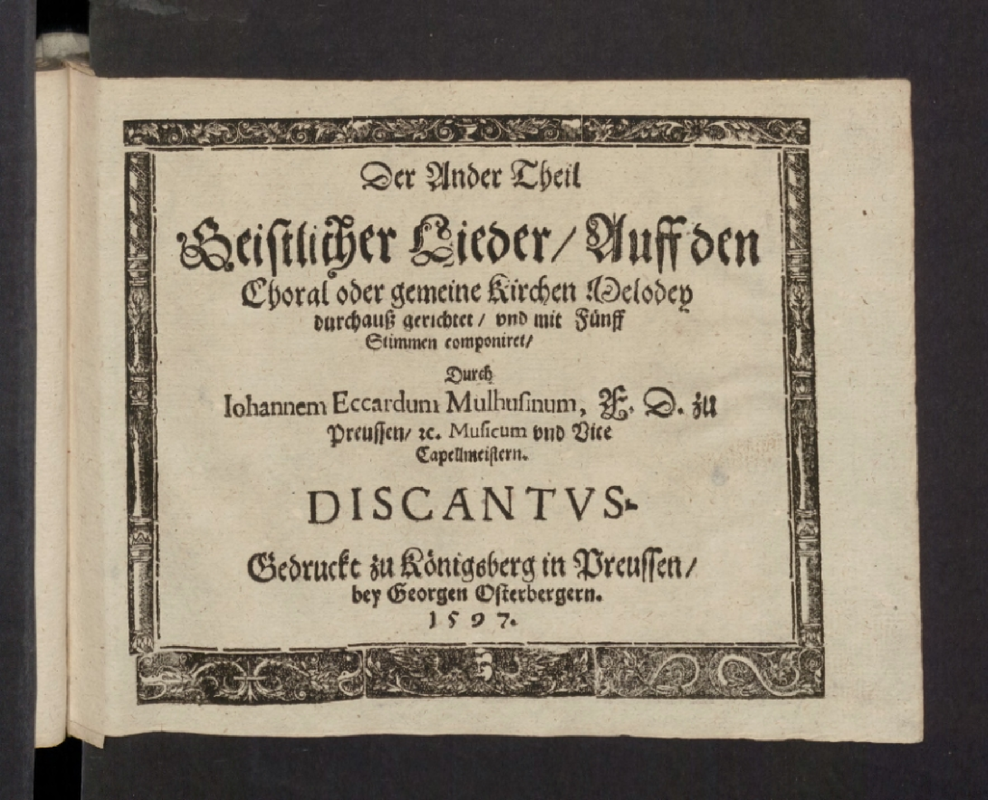 Der Ander Theil
Geistlicher Lieder/ Auff den
Choral oder gemeine Kirchen Melodey
durchauß gerichtet/ vnd mit Fünff
Stimmen componiret/
Durch
Iohannem Eccardum Mulhusinum, F. D. zu
Preussen/ ꝛc. Musicum vnd Vice
Capellmeistern.
DISCANTVS.
Gedruckt zu Königsberg in Preussen/
bey Georgen Osterbergern.
1597.